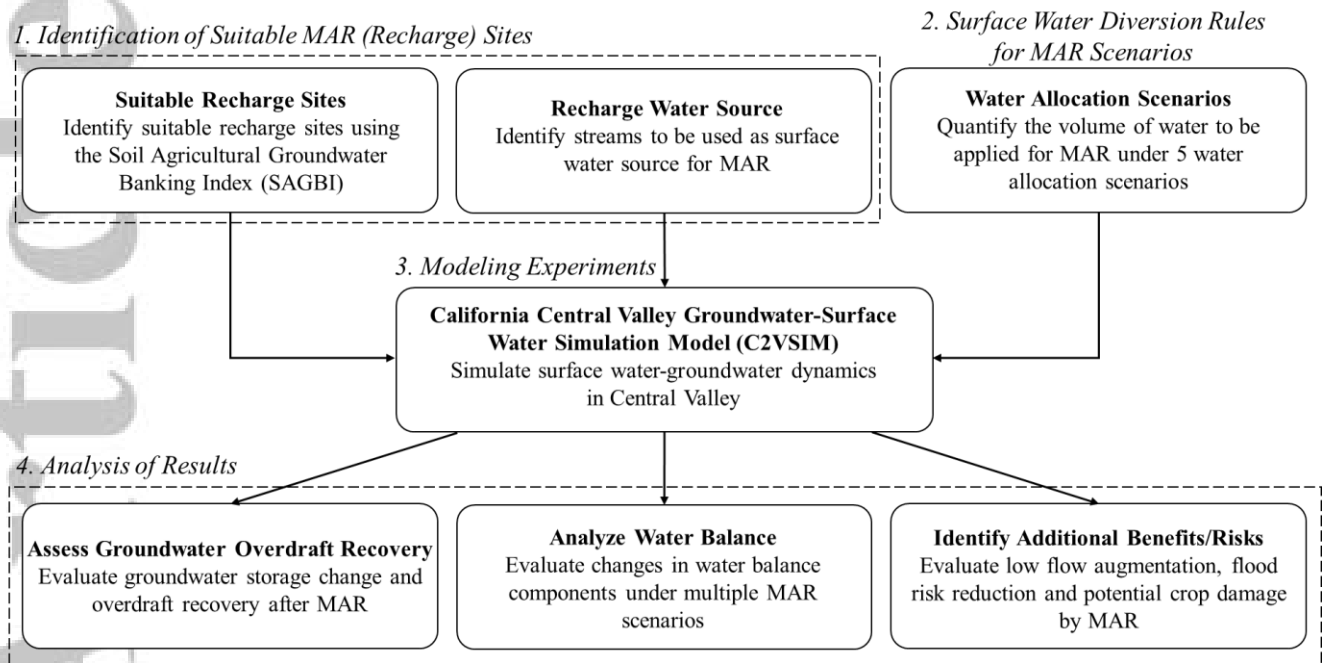 1. Identification of Suitable MAR (Recharge) Sites
2. Surface Water Diversion Rules
for MAR Scenarios
Suitable Recharge Sites
Identify suitable recharge sites using
the Soil Agricultural Groundwater
Banking Index (SAGBI)
Recharge Water Source
Identify streams to be used as surface
water source for MAR
Water Allocation Scenarios
Quantify the volume of water to be
applied for MAR under 5 water
allocation scenarios
3. Modeling Experiments
California Central Valley Groundwater-Surface
Water Simulation Model (C2VSIM)
Simulate surface water-groundwater dynamics
in Central Valley
4. Analysis of Results
Assess Groundwater Overdraft Recovery
Evaluate groundwater storage change and
overdraft recovery after MAR
Analyze Water Balance
Evaluate changes in water balance
components under multiple MAR
scenarios
Identify Additional Benefits/Risks
Evaluate low flow augmentation, flood
risk reduction and potential crop damage
by MAR